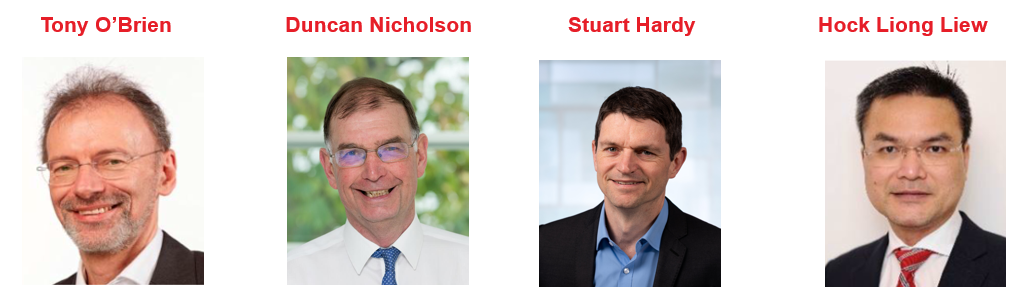 Tony O’Brien
Duncan Nicholson
Stuart Hardy
Hock Liong Liew